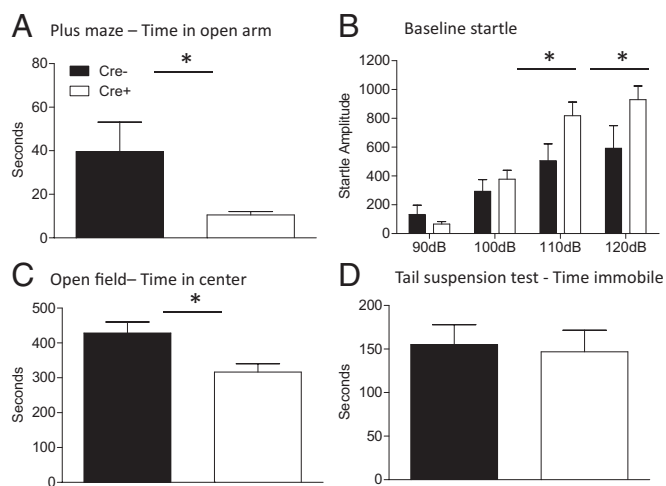 A Plus maze – Time in open arm
*
80
60
40
20
0
Seconds
Cre-
Cre+
B Baseline startle
* *
1200
1000
800
600
400
200
0
Startle Amplitude
90dB 100dB 110dB 120dB
C Open field– Time in center
*
500
400
300
200
100
0
Seconds
D Tail suspension test - Time immobile
200
150
100
50
0
Seconds